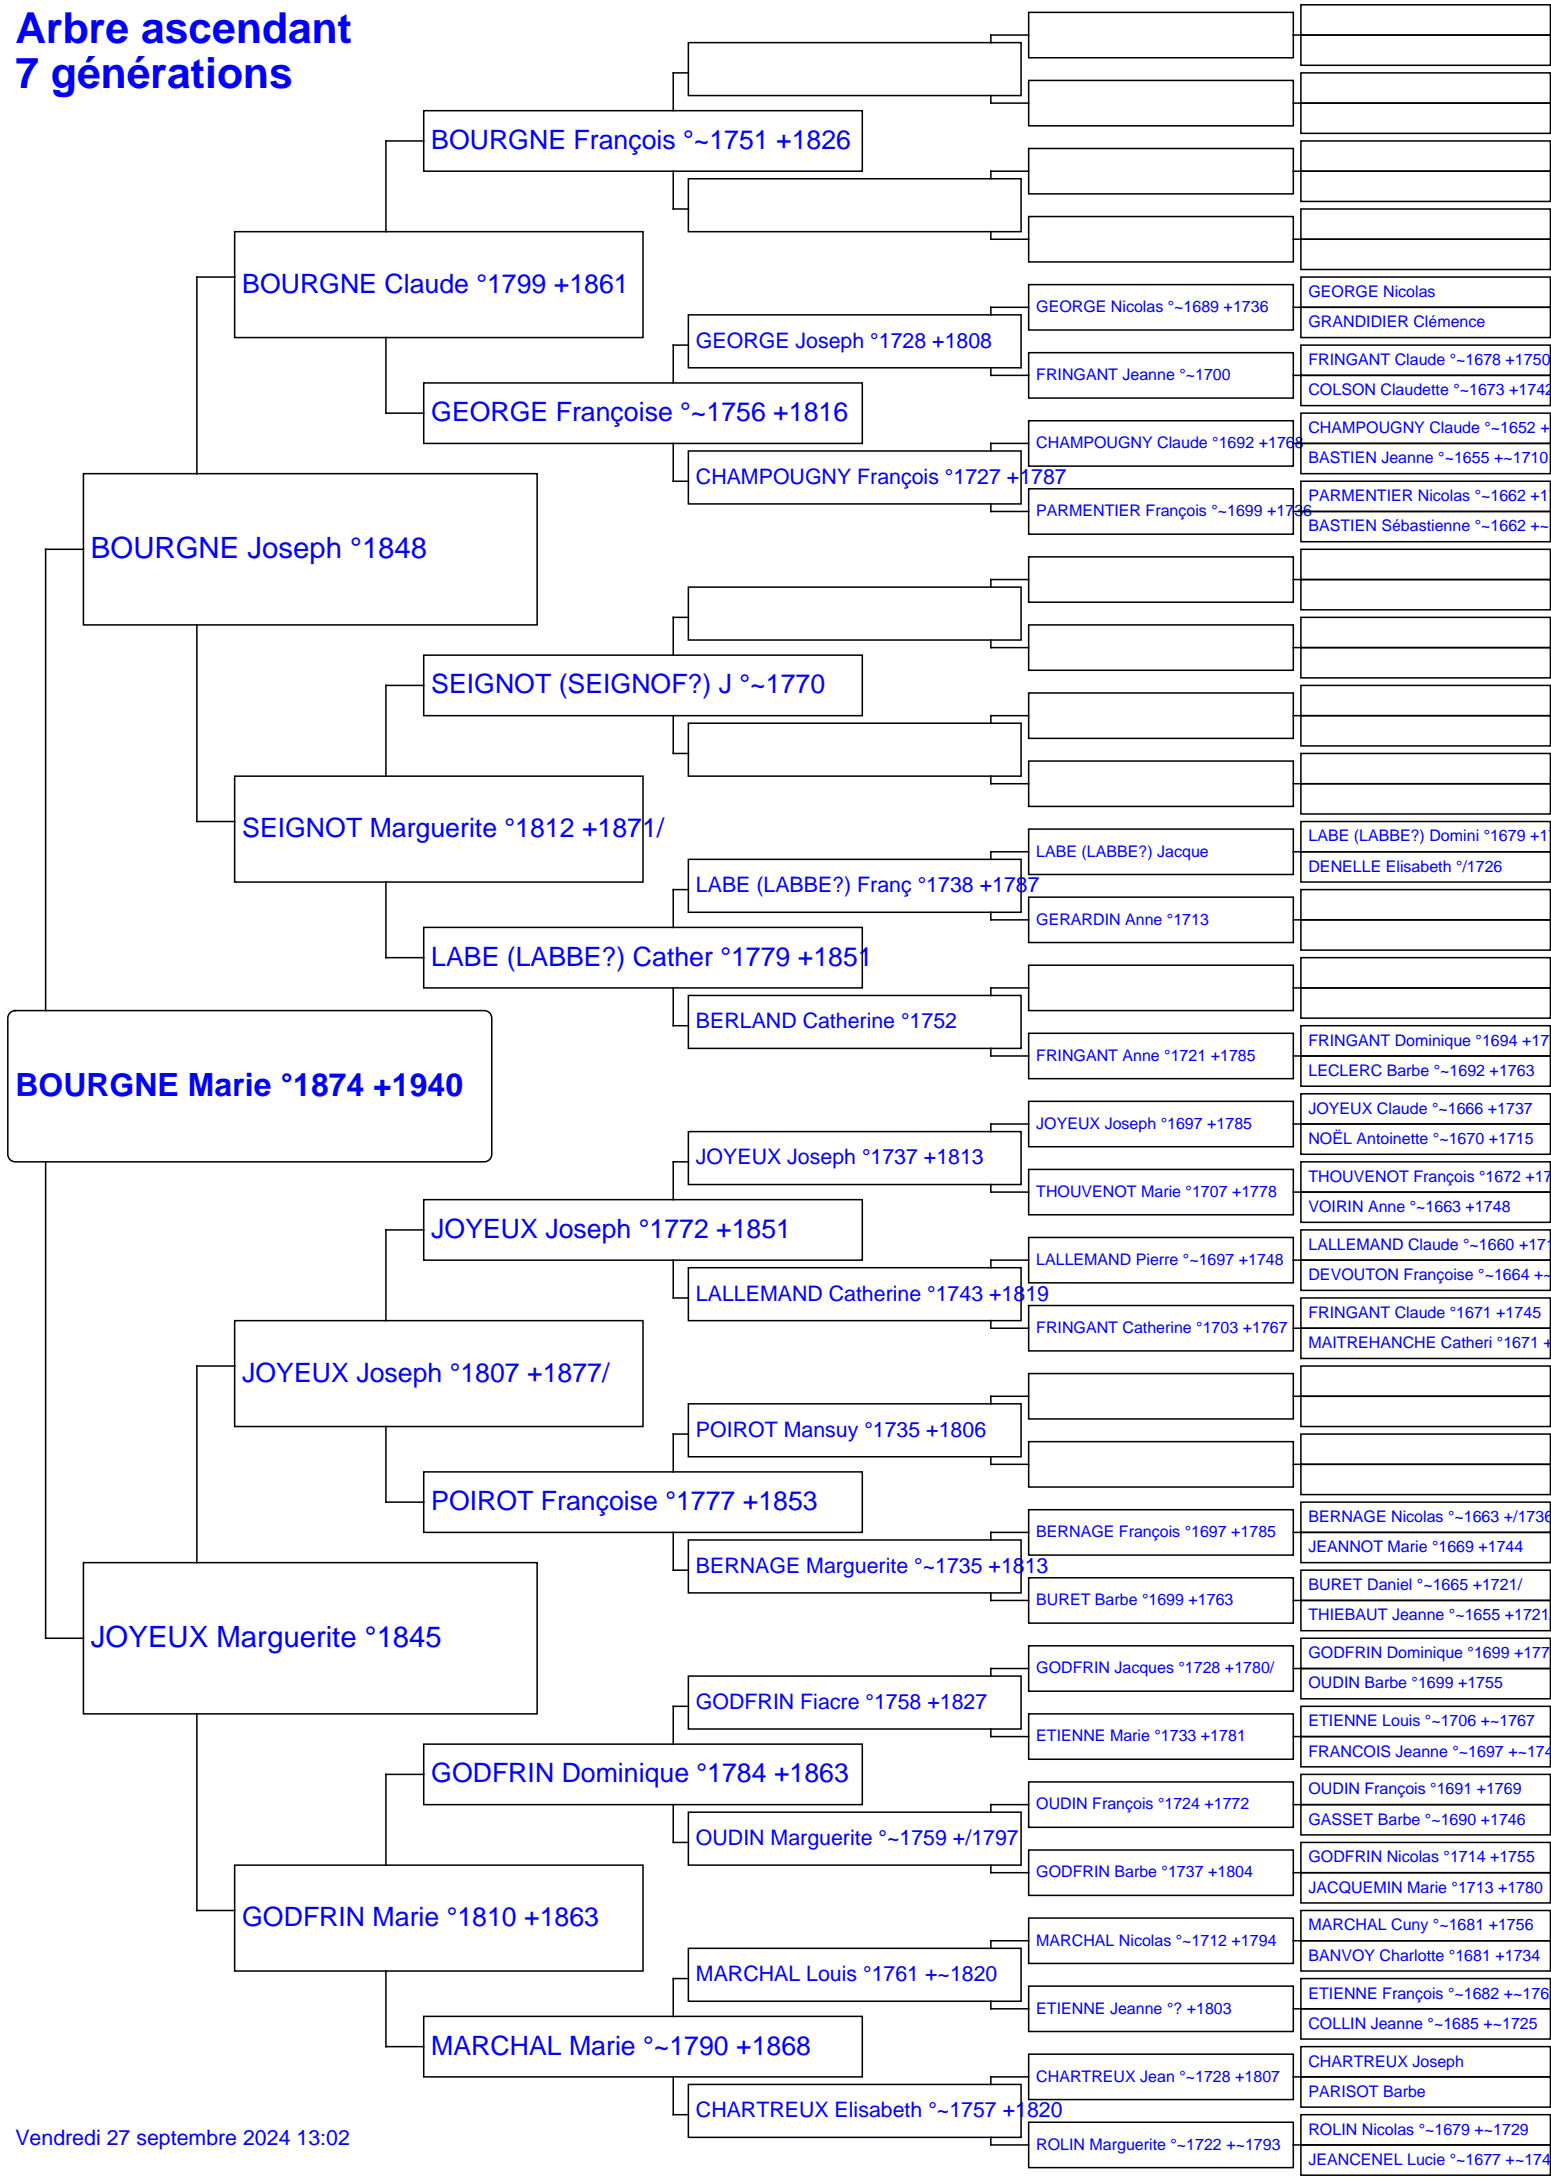 Arbre ascendant
7 générations
BOURGNE Marie °1874 +1940
BOURGNE Joseph °1848
JOYEUX Marguerite °1845
BOURGNE Claude °1799 +1861
SEIGNOT Marguerite °1812 +1871/
JOYEUX Joseph °1807 +1877/
GODFRIN Marie °1810 +1863
BOURGNE François °~1751 +1826
GEORGE Françoise °~1756 +1816
SEIGNOT (SEIGNOF?) J °~1770
LABE (LABBE?) Cather °1779 +1851
JOYEUX Joseph °1772 +1851
POIROT Françoise °1777 +1853
GODFRIN Dominique °1784 +1863
MARCHAL Marie °~1790 +1868
GEORGE Joseph °1728 +1808
CHAMPOUGNY François °1727 +1787
LABE (LABBE?) Franç °1738 +1787
BERLAND Catherine °1752
JOYEUX Joseph °1737 +1813
LALLEMAND Catherine °1743 +1819
POIROT Mansuy °1735 +1806
BERNAGE Marguerite °~1735 +1813
GODFRIN Fiacre °1758 +1827
OUDIN Marguerite °~1759 +/1797
MARCHAL Louis °1761 +~1820
CHARTREUX Elisabeth °~1757 +1820
GEORGE Nicolas °~1689 +1736
FRINGANT Jeanne °~1700
CHAMPOUGNY Claude °1692 +1768
PARMENTIER François °~1699 +1736
LABE (LABBE?) Jacque
GERARDIN Anne °1713
FRINGANT Anne °1721 +1785
JOYEUX Joseph °1697 +1785
THOUVENOT Marie °1707 +1778
LALLEMAND Pierre °~1697 +1748
FRINGANT Catherine °1703 +1767
BERNAGE François °1697 +1785
BURET Barbe °1699 +1763
GODFRIN Jacques °1728 +1780/
ETIENNE Marie °1733 +1781
OUDIN François °1724 +1772
GODFRIN Barbe °1737 +1804
MARCHAL Nicolas °~1712 +1794
ETIENNE Jeanne °? +1803
CHARTREUX Jean °~1728 +1807
ROLIN Marguerite °~1722 +~1793
GEORGE Nicolas
GRANDIDIER Clémence
FRINGANT Claude °~1678 +1750
COLSON Claudette °~1673 +1742
CHAMPOUGNY Claude °~1652 +
BASTIEN Jeanne °~1655 +~1710
PARMENTIER Nicolas °~1662 +1
BASTIEN Sébastienne °~1662 +~
LABE (LABBE?) Domini °1679 +1
DENELLE Elisabeth °/1726
FRINGANT Dominique °1694 +17
LECLERC Barbe °~1692 +1763
JOYEUX Claude °~1666 +1737
NOËL Antoinette °~1670 +1715
THOUVENOT François °1672 +17
VOIRIN Anne °~1663 +1748
LALLEMAND Claude °~1660 +171
DEVOUTON Françoise °~1664 +~
FRINGANT Claude °1671 +1745
MAITREHANCHE Catheri °1671 +
BERNAGE Nicolas °~1663 +/1736
JEANNOT Marie °1669 +1744
BURET Daniel °~1665 +1721/
THIEBAUT Jeanne °~1655 +1721
GODFRIN Dominique °1699 +177
OUDIN Barbe °1699 +1755
ETIENNE Louis °~1706 +~1767
FRANCOIS Jeanne °~1697 +~174
OUDIN François °1691 +1769
GASSET Barbe °~1690 +1746
GODFRIN Nicolas °1714 +1755
JACQUEMIN Marie °1713 +1780
MARCHAL Cuny °~1681 +1756
BANVOY Charlotte °1681 +1734
ETIENNE François °~1682 +~176
COLLIN Jeanne °~1685 +~1725
CHARTREUX Joseph
PARISOT Barbe
ROLIN Nicolas °~1679 +~1729
JEANCENEL Lucie °~1677 +~174
Vendredi 27 septembre 2024 13:02